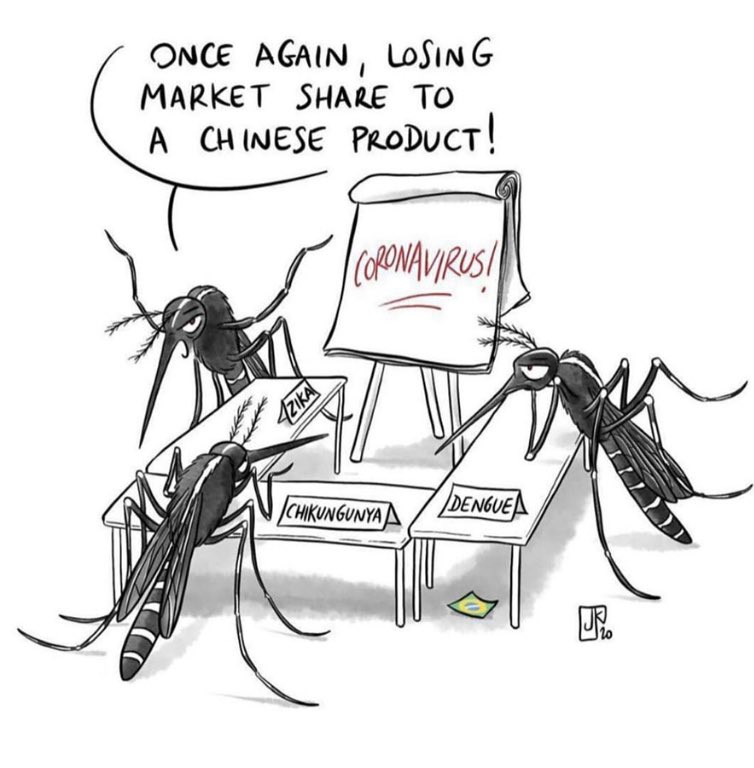 ONCE AGAIN, LOSING
MARKET SHARE TO
A CHINESE PRODUCT!
CORONAVIRUS!
ZIKA
CHIKUNGUNYA
DENGUE
JR
20